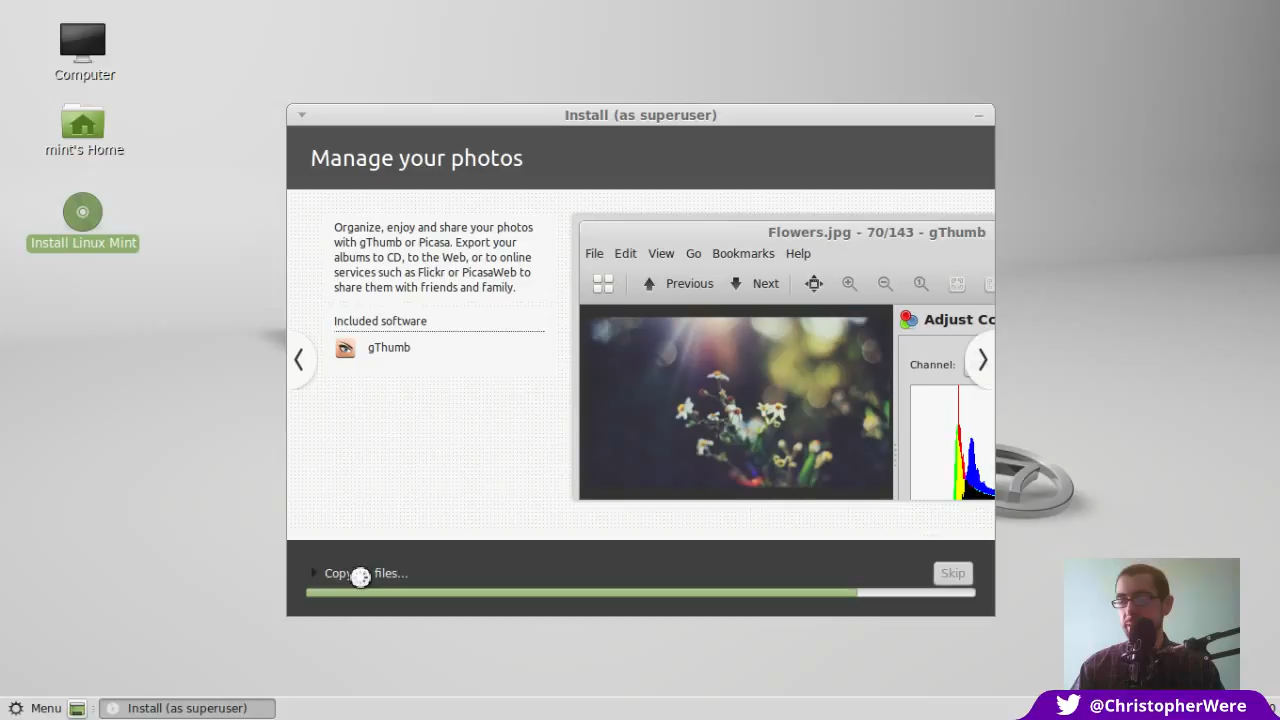 Computer
mint's Home
Install Linux Mint
Install (as superuser)
Manage your photos
Organize, enjoy and share your photos
with gThumb or Picasa. Export your
albums to CD, to the Web, or to online
services such as Flickr or PicasaWeb to
share them with friends and family.
Included software
gThumb
Flowers.jpg - 70/143 - gThumb
File Edit View Go Bookmarks Help
Previous Next
Adjust Co
Channel:
Copy files...
Skip
Menu
Install (as superuser)
@ChristopherWere